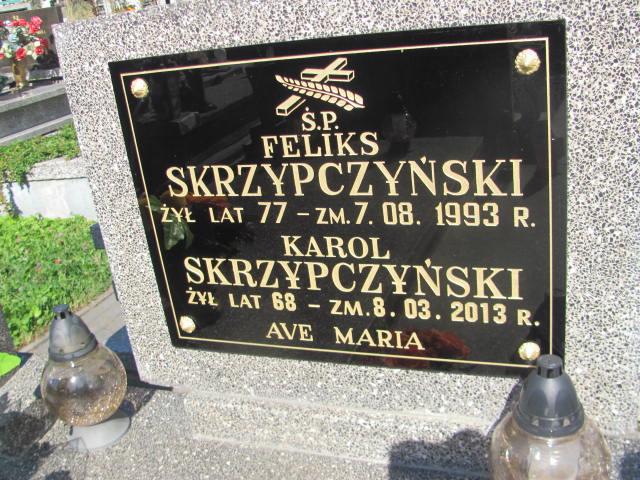 Ś.P.
FELIKS
SKRZYPCZYŃSKI
ŻYŁ LAT 77 – ZM. 7. 08. 1993 R.
KAROL
SKRZYPCZYŃSKI
ŻYŁ LAT 68 – ZM. 8. 03. 2013 R.
AVE MARIA